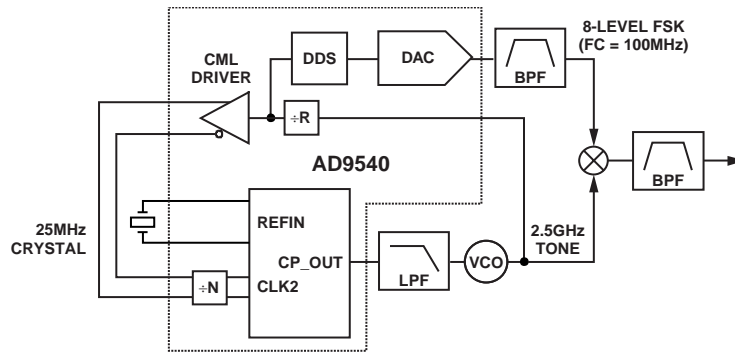 8-LEVEL FSK
(FC = 100MHz)
CML
DRIVER
DDS
DAC
BPF
÷R
AD9540
BPF
25MHz
CRYSTAL
REFIN
CP_OUT
CLK2
÷N
LPF
VCO
2.5GHz
TONE